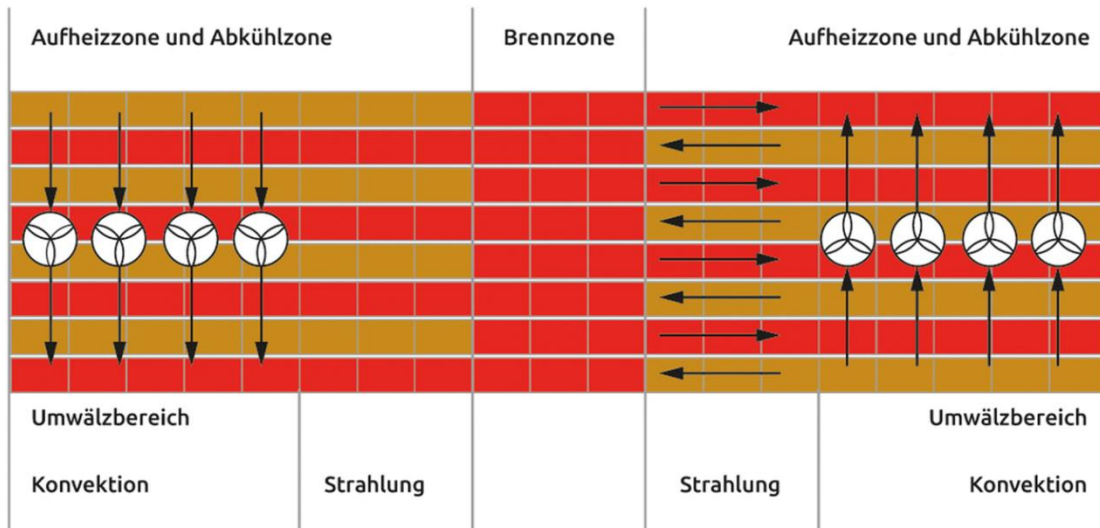 Aufheizzone und Abkühlzone
Brennzone
Aufheizzone und Abkühlzone
Umwälzbereich
Umwälzbereich
Konvektion
Strahlung
Strahlung
Konvektion